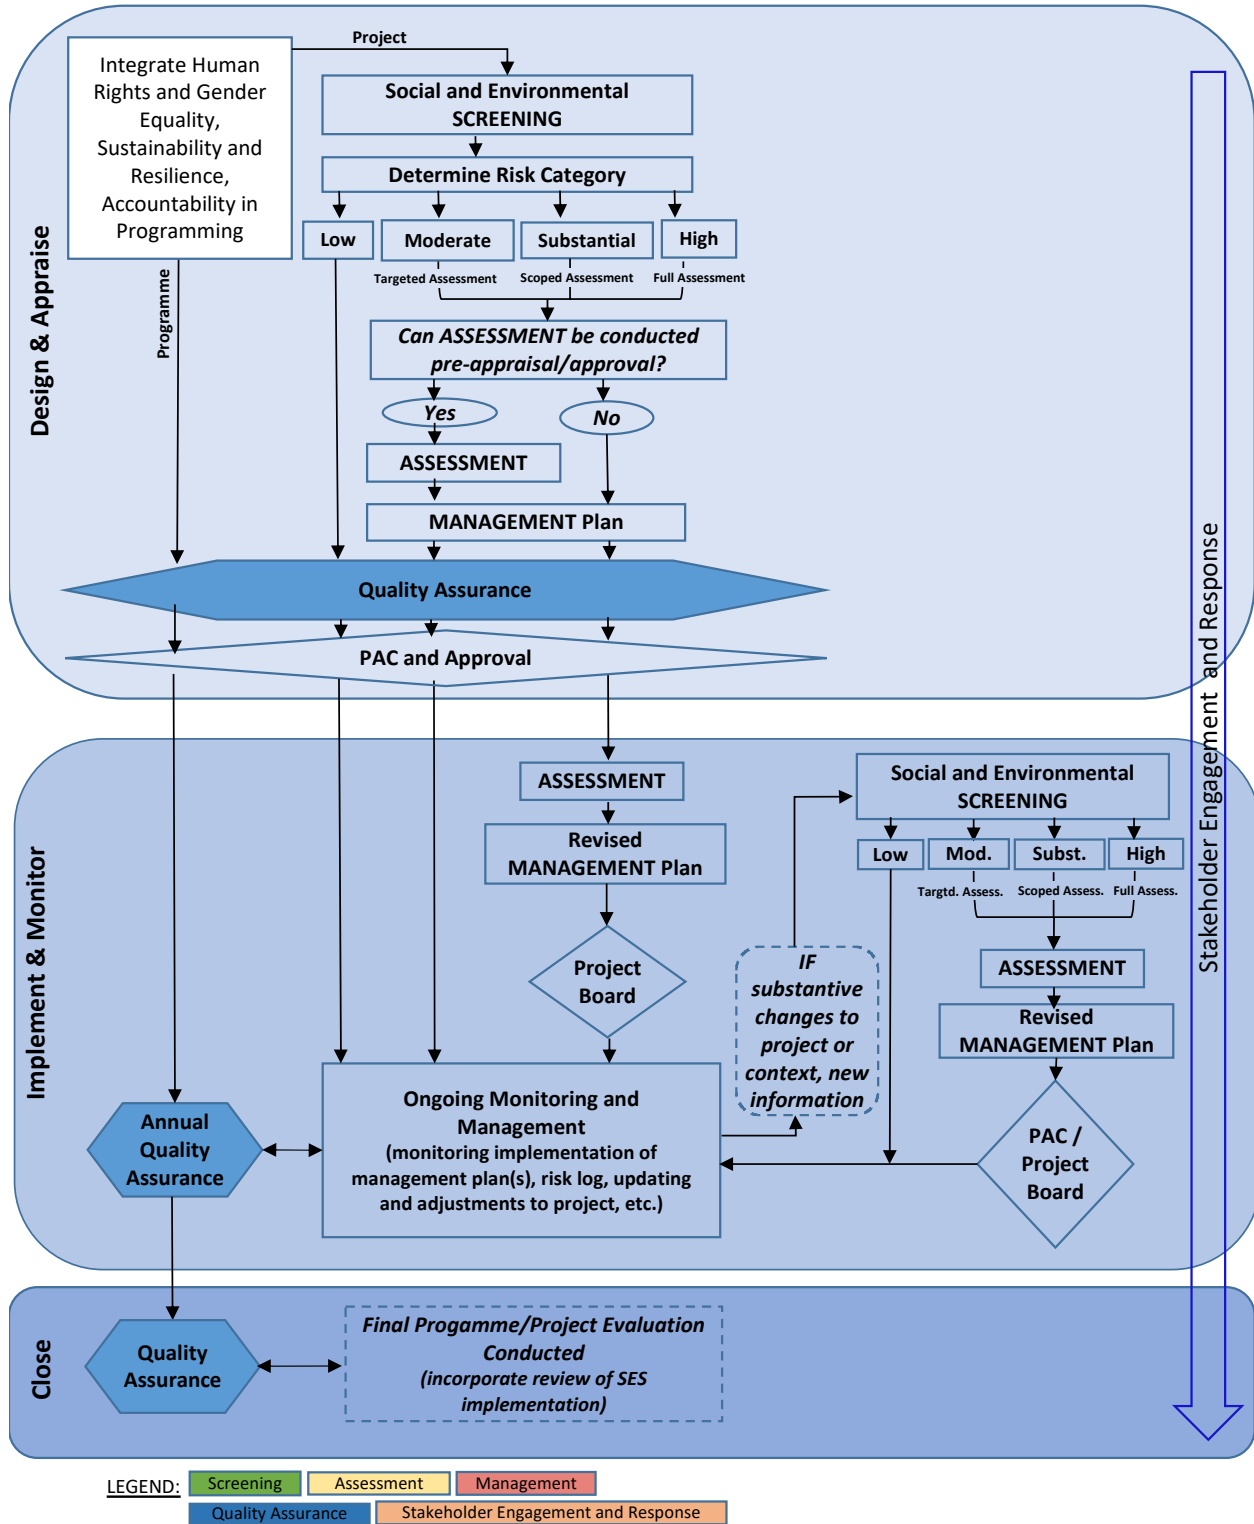 Project
Integrate Human
Rights and Gender
Equality,
Sustainability and
Resilience,
Accountability in
Programming
Social and Environmental
SCREENING
Determine Risk Category
Low
Moderate
Substantial
High
Targeted Assessment
Scoped Assessment
Full Assessment
Programme
Design & Appraise
Can ASSESSMENT be conducted
pre-appraisal/approval?
Yes
No
ASSESSMENT
MANAGEMENT Plan
Quality Assurance
PAC and Approval
Stakeholder Engagement and Response
Implement & Monitor
ASSESSMENT
Revised
MANAGEMENT Plan
Project
Board
Social and Environmental
SCREENING
Low
Mod.
Subst.
High
Targtd. Assess.
Scoped Assess.
Full Assess.
ASSESSMENT
Revised
MANAGEMENT Plan
PAC /
Project
Board
IF
substantive
changes to
project or
context, new
information
Ongoing Monitoring and
Management
(monitoring implementation of
management plan(s), risk log, updating
and adjustments to project, etc.)
Annual
Quality
Assurance
Close
Quality
Assurance
Final Progamme/Project Evaluation
Conducted
(incorporate review of SES
implementation)
LEGEND:
Screening
Assessment
Management
Quality Assurance
Stakeholder Engagement and Response